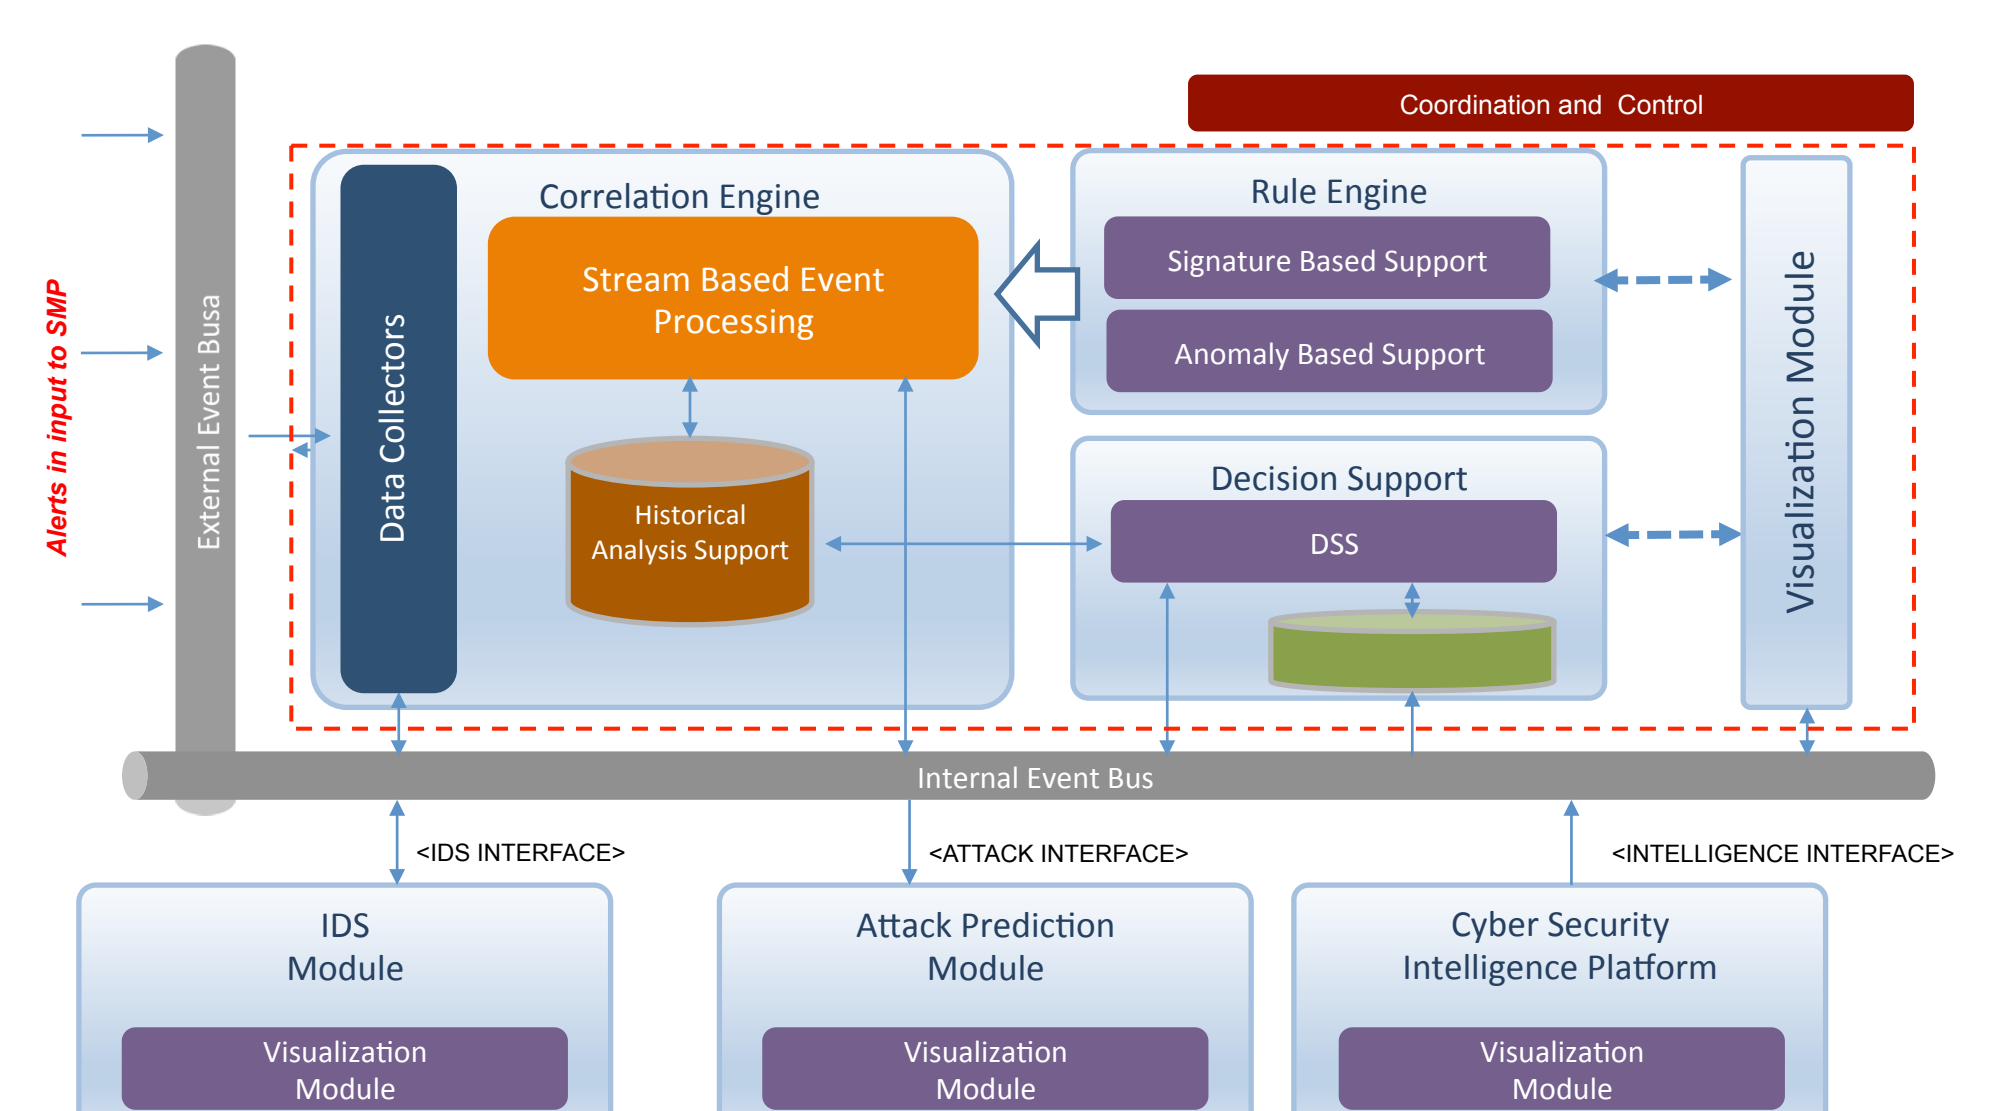 Coordination and  Control
Alerts in input to SMP
External Event Busa
Data Collectors
Correlation Engine
Stream Based Event
Processing
Historical
Analysis Support
Rule Engine
Signature Based Support
Anomaly Based Support
Decision Support
DSS
Visualization Module
Internal Event Bus
<IDS INTERFACE>
<ATTACK INTERFACE>
<INTELLIGENCE INTERFACE>
IDS
Module
Visualization
Module
Attack Prediction
Module
Visualization
Module
Cyber Security
Intelligence Platform
Visualization
Module